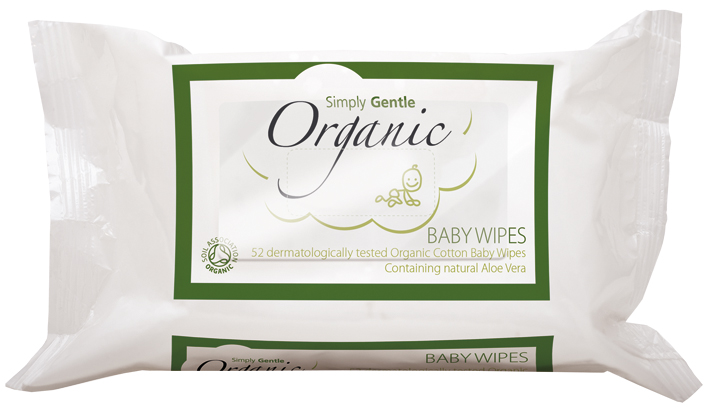 Simply Gentle
Organic
BABY WIPES
52 dermatologically tested Organic Cotton Baby Wipes
Containing natural Aloe Vera
SOIL ASSOCIATION
ORGANIC
Simply Gentle
Organic
BABY WIPES